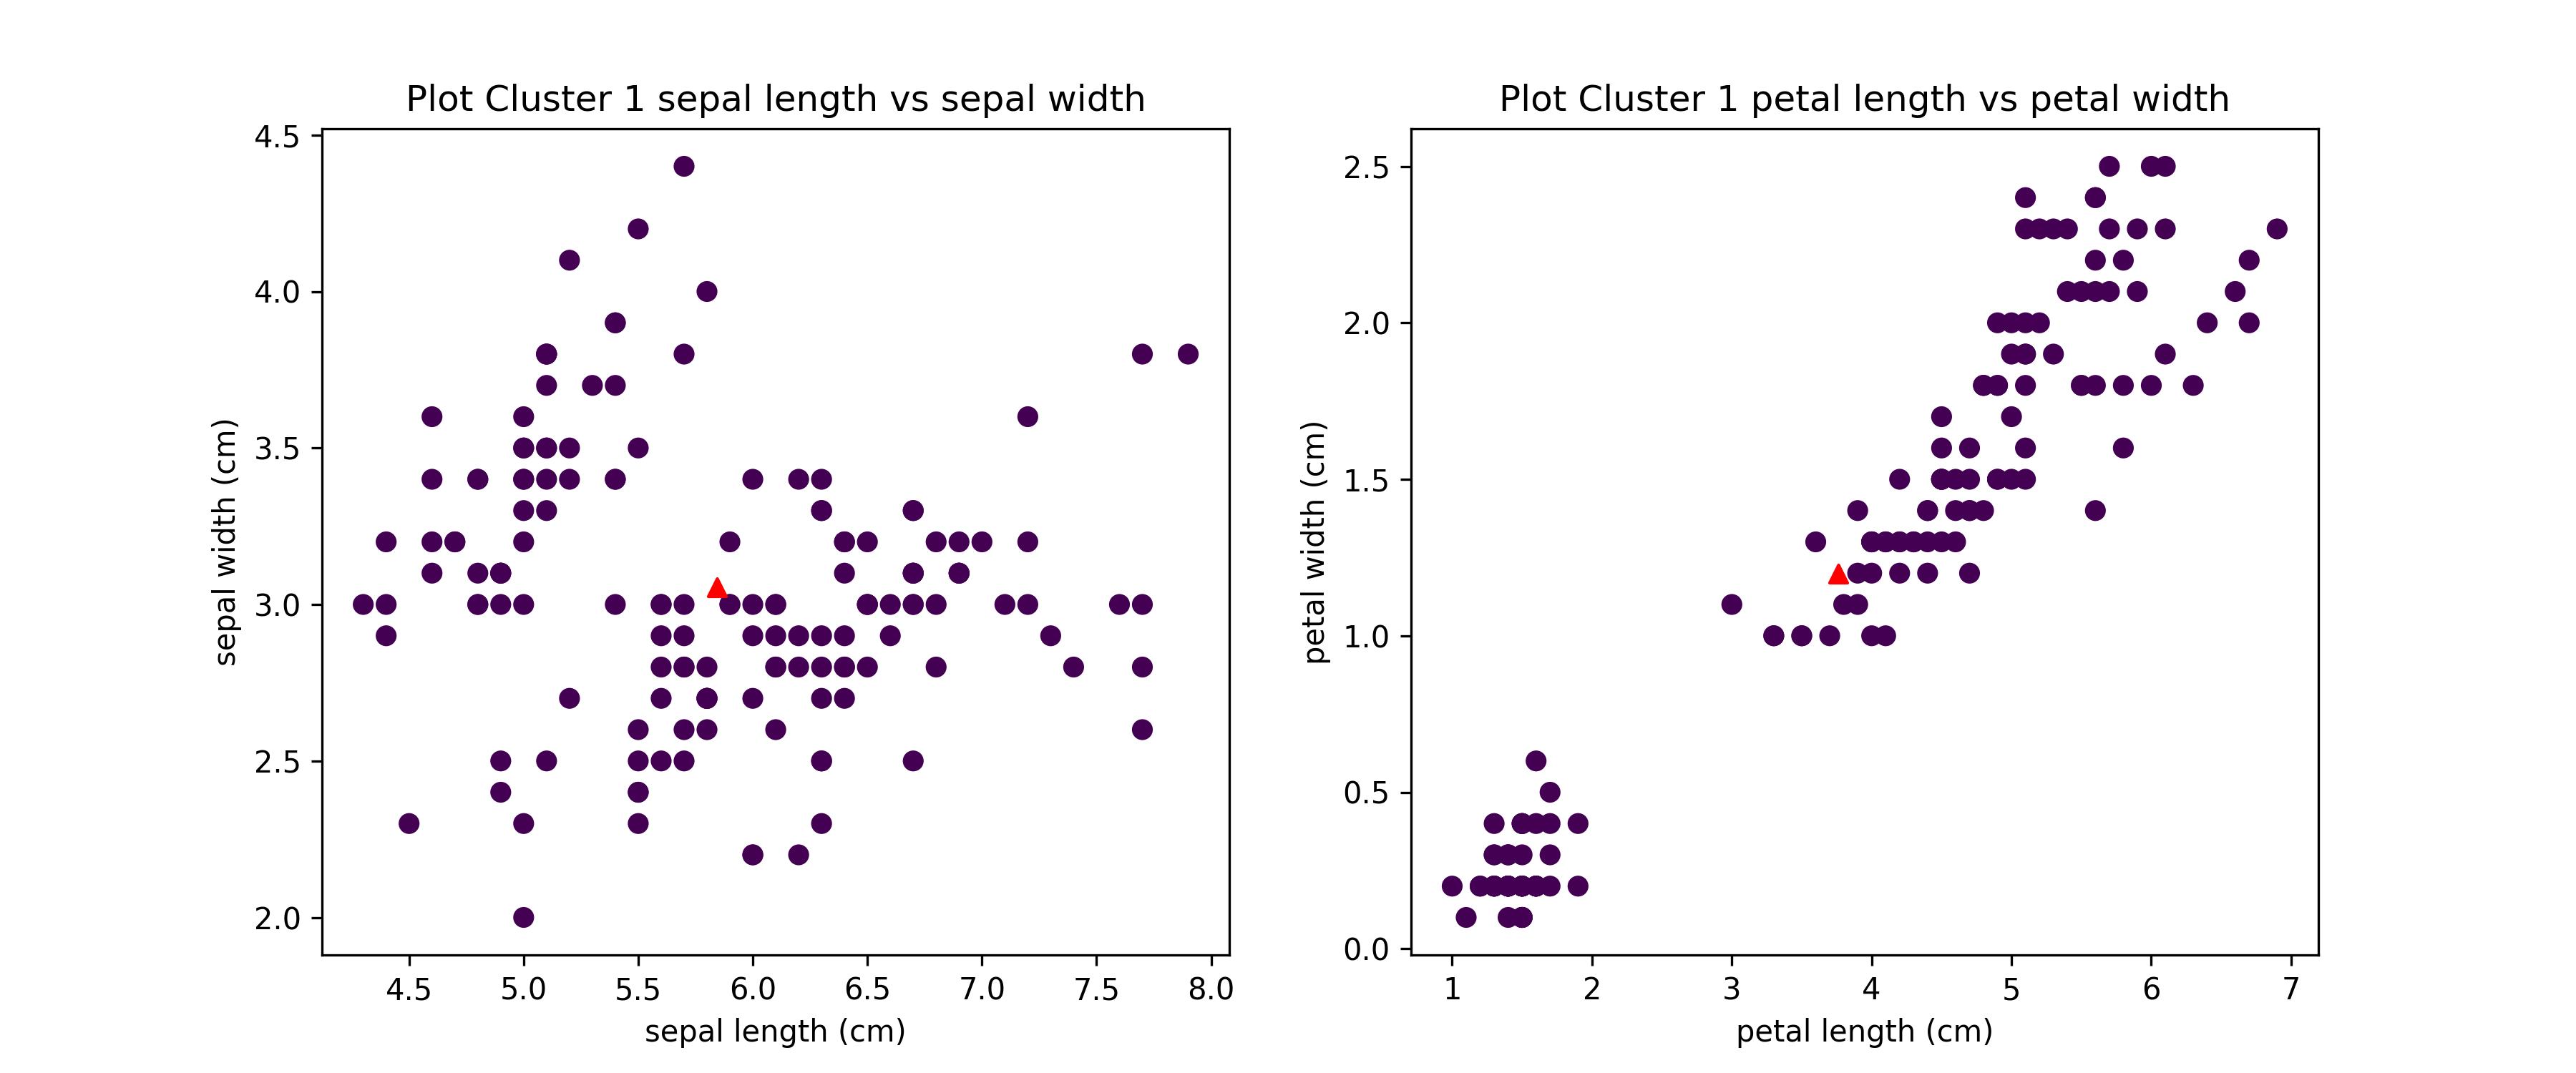 Plot Cluster 1 sepal length vs sepal width
4.5
4.0
3.5
3.0
2.5
2.0
sepal width (cm)
4.5 5.0 5.5 6.0 6.5 7.0 7.5 8.0
sepal length (cm)
Plot Cluster 1 petal length vs petal width
2.5
2.0
1.5
1.0
0.5
0.0
petal width (cm)
1 2 3 4 5 6 7
petal length (cm)